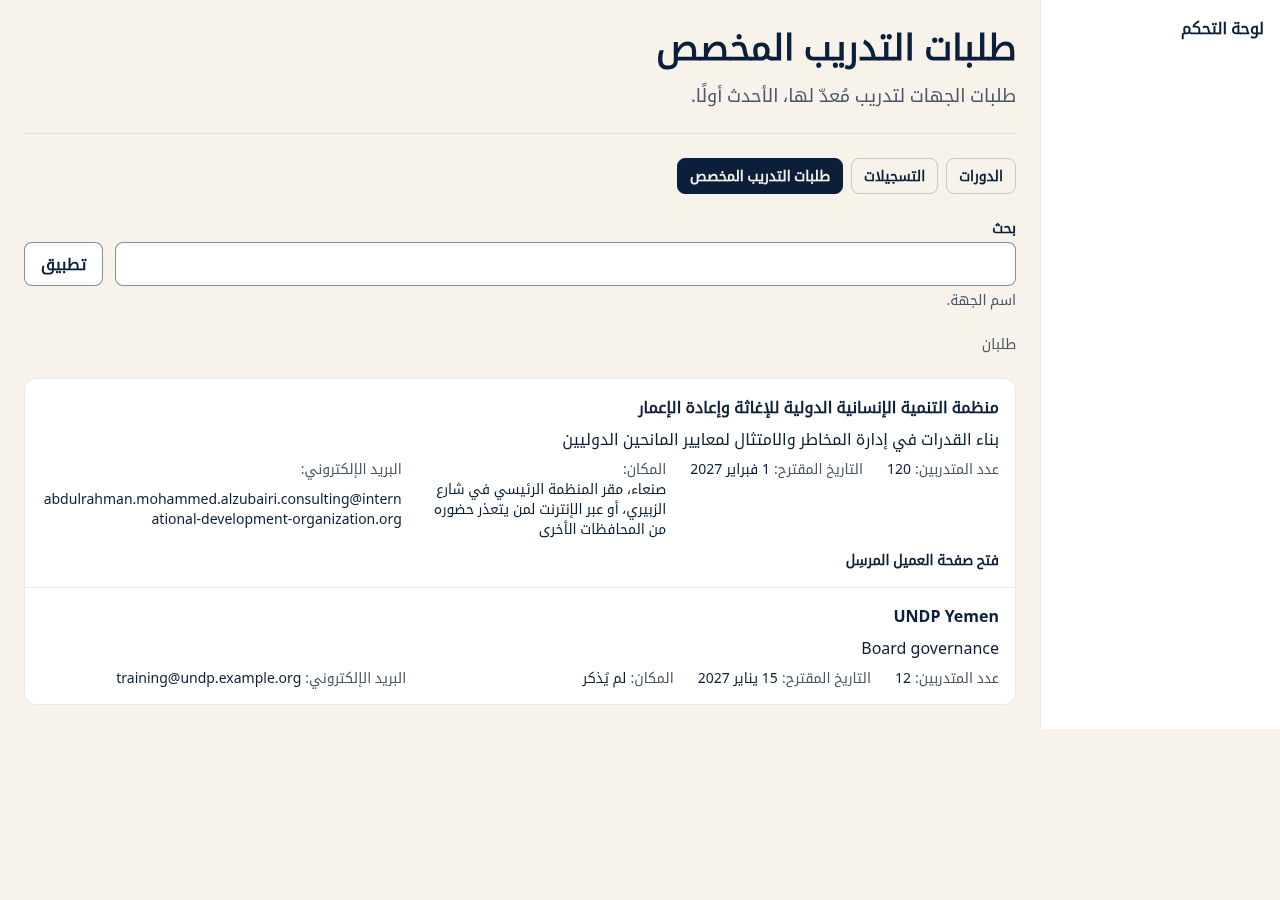 لوحة التحكم
طلبات التدريب المخصص
طلبات الجهات لتدريب مُعدّ لها، الأحدث أولًا.
الدورات
التسجيلات
طلبات التدريب المخصص
بحث
تطبيق
اسم الجهة.
طلبان
منظمة التنمية الإنسانية الدولية للإغاثة وإعادة الإعمار
بناء القدرات في إدارة المخاطر والامتثال لمعايير المانحين الدوليين
عدد المتدربين: 120
التاريخ المقترح: 1 فبراير 2027
المكان:
صنعاء، مقر المنظمة الرئيسي في شارع
الزبيري، أو عبر الإنترنت لمن يتعذر حضوره
من المحافظات الأخرى
البريد الإلكتروني:
abdulrahman.mohammed.alzubairi.consulting@intern
ational-development-organization.org
فتح صفحة العميل المرسِل
UNDP Yemen
Board governance
عدد المتدربين: 12
التاريخ المقترح: 15 يناير 2027
المكان: لم يُذكر
البريد الإلكتروني: training@undp.example.org